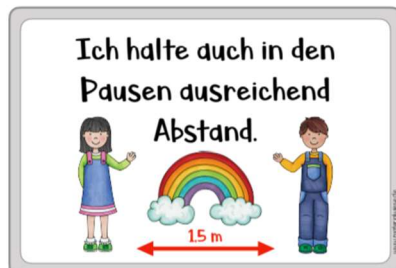 Ich halte auch in den
Pausen ausreichend
Abstand.
1.5 m